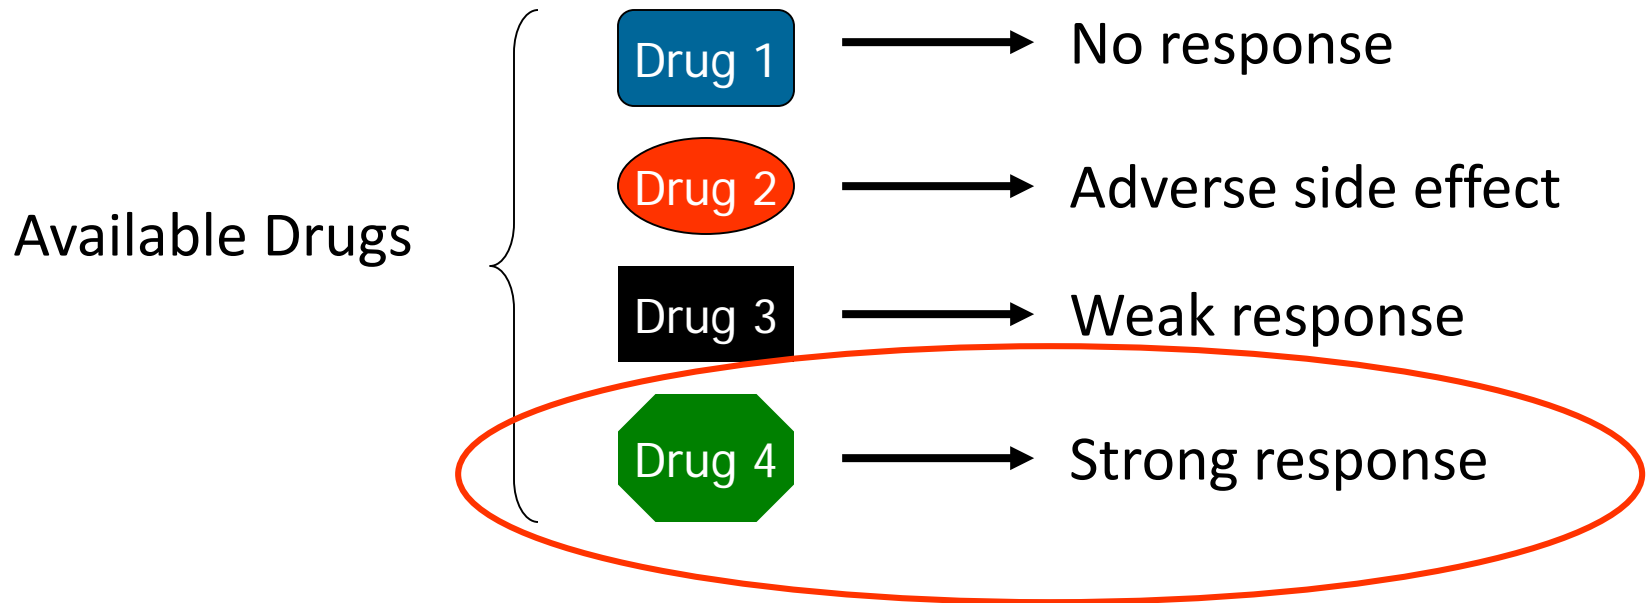 Available Drugs
Drug 1
No response
Drug 2
Adverse side effect
Drug 3
Weak response
Drug 4
Strong response